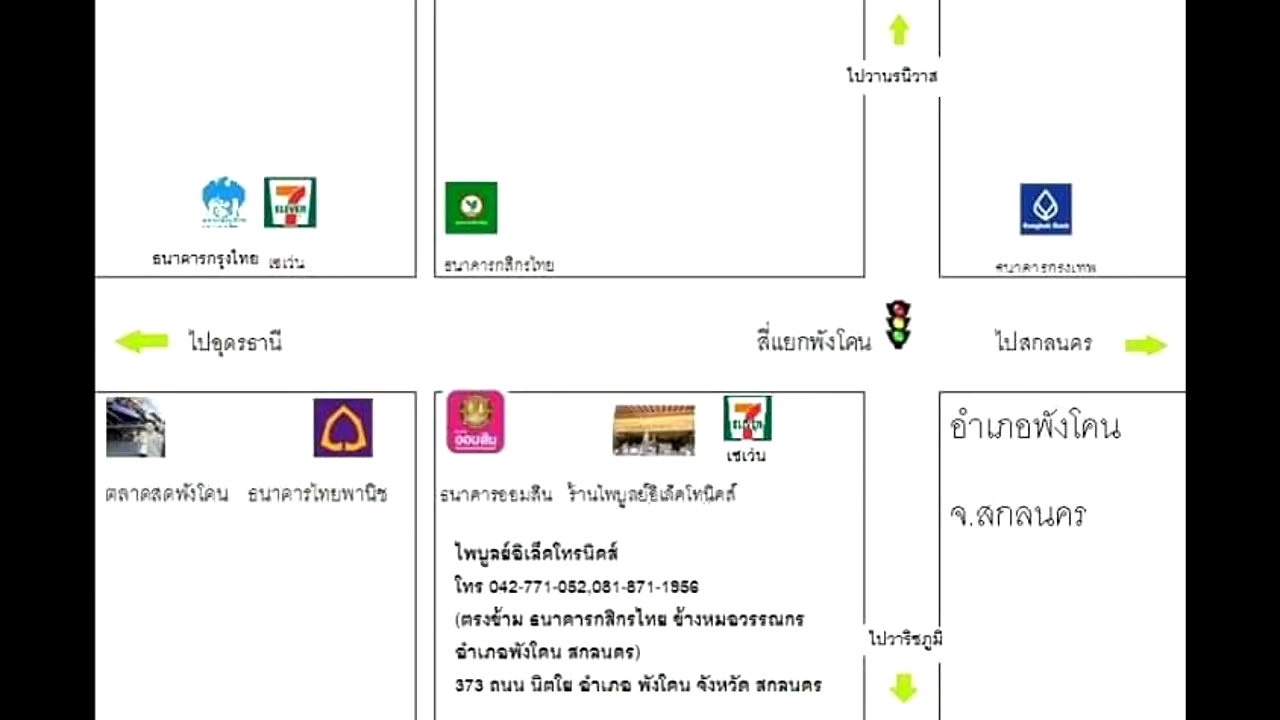 ไปวานรนิวาส
7
ELEVEN
Bangkok Bank
ธนาคารกรุงไทย
เซเว่น
ธนาคารกสิกรไทย
ธนาคารกรุงเทพ
ไปอุดรธานี
สี่แยกพังโคน
ไปสกลนคร
ออมสิน
7
ELEVEN
เซเว่น
อำเภอพังโคน
ตลาดสดพังโคน
ธนาคารไทยพานิช
ธนาคารออมสิน
ร้านไพบูลย์อิเล็คโทนิคส์
จ.สกลนคร
ไพบูลย์อิเล็คโทรนิคส์
โทร 042-771-052,081-871-1956
(ตรงข้าม ธนาคารกสิกรไทย ข้างหมอวรรณกร
อำเภอพังโคน สกลนคร)
373 ถนน นิตโย อำเภอ พังโคน จังหวัด สกลนคร
ไปวาริชภูมิ